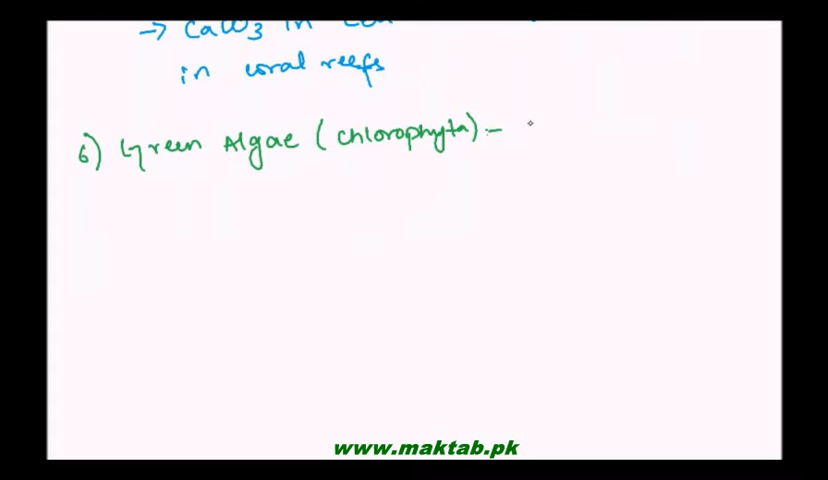 → CaCO3 in
in coral reefs
6) Green Algae (Chlorophyta) :-
www.maktab.pk